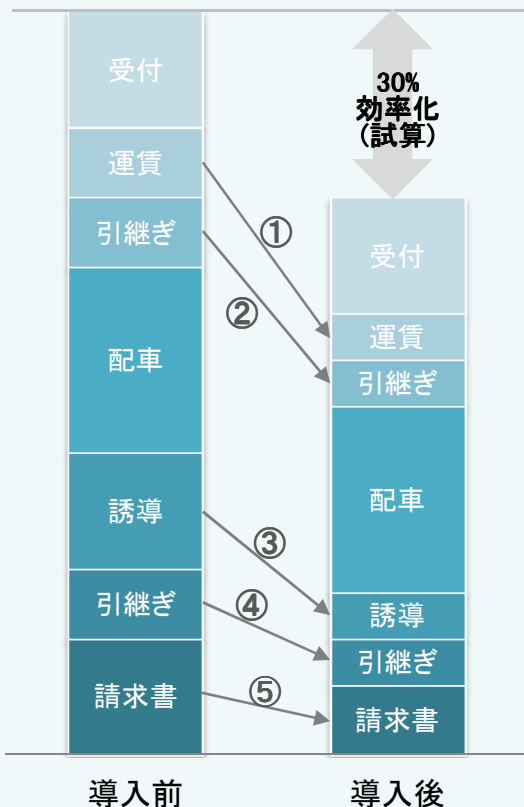 受付
運賃
引継ぎ
配車
誘導
引継ぎ
請求書
導入前
①
②
③
④
⑤
30%
効率化
(試算)
受付
運賃
引継ぎ
配車
誘導
引継ぎ
請求書
導入後